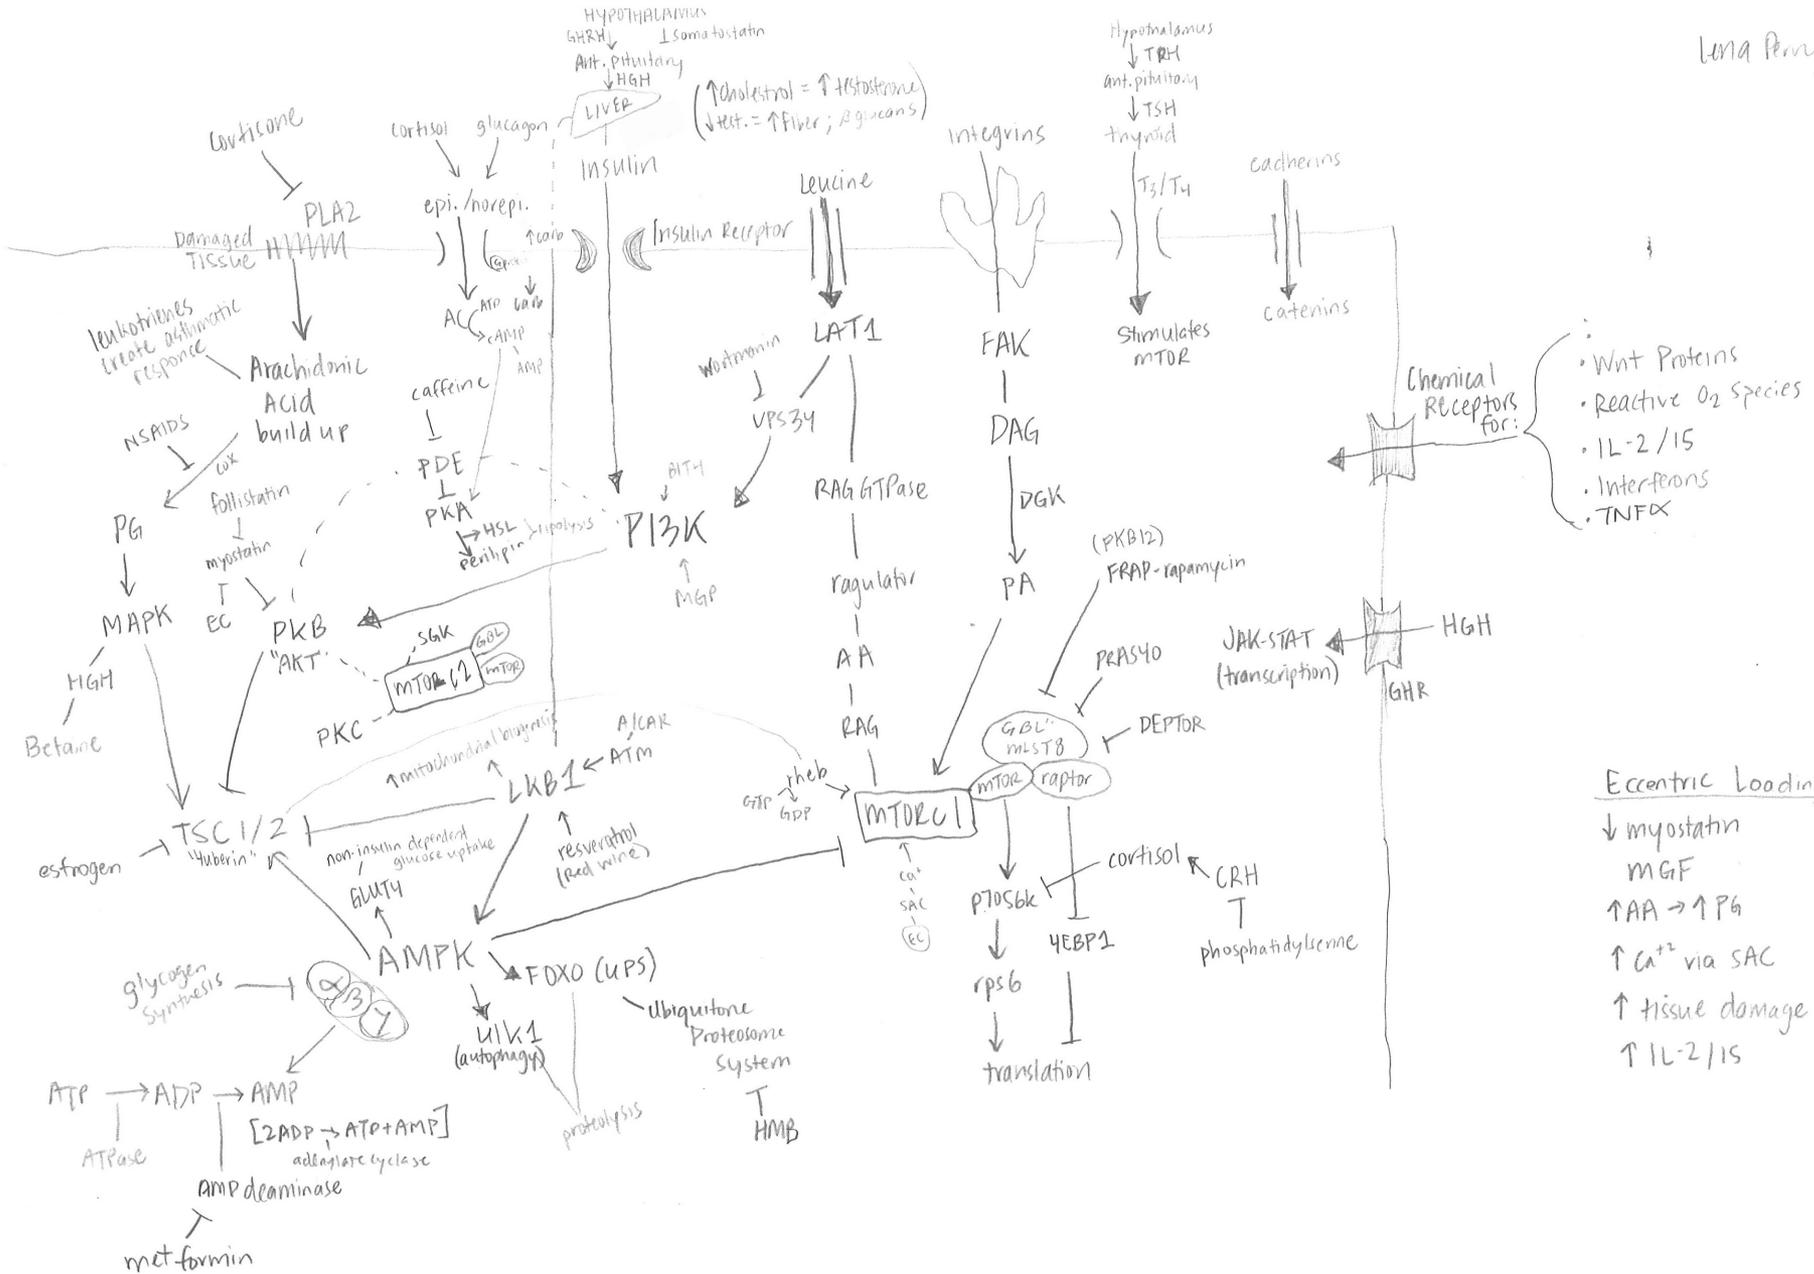 HYPOTHALAMUS
GHRH ⊥ Somatostatin
Ant. pituitary
HGH
LIVER
(↑cholestrol = ↑ testosterone
↓test. = ↑ fiber; β glucans)
Hypothalamus
TRH
ant. pituitary
TSH
thyroid
T3/T4
Stimulates
mTOR
Lena
Cortisone
PLA2
Damaged
Tissue
cortisol glucagon
epi./norepi.
↑carb
carb
AC ATP
cAMP
AMP
Insulin
Insulin Receptor
Leucine
LAT1
wortmanin
VPS34
RAG GTPase
ragulator
AA
RAG
Integrins
FAK
DAG
DGK
PA
cadherins
catenins
Chemical
Receptors
for:
• Wnt Proteins
• Reactive O2 Species
• IL-2/15
• Interferons
• TNFα
leukotrienes
create asthmatic
responce
Arachidonic
Acid
build up
NSAIDS
COX
PG
MAPK
HGH
Betaine
follistatin
myostatin
EC
PKB
"AKT"
caffeine
PDE
PKA
HSL
perilipin
lipolysis
PI3K
MGP
SGK
GBL
mTORC2
mTOR
PKC
(PKB12)
FRAP-rapamycin
PRAS40
DEPTOR
GBL"
mLST8
mTOR
raptor
mTORC1
rheb
GTP
GDP
Ca+
SAC
EC
JAK-STAT
(transcription)
HGH
GHR
↑mitochondrial biogenesis
LKB1
A/CAR
ATM
resveratrol
(Red wine)
TSC1/2
"tuberin"
estrogen
non-insulin dependent
glucose uptake
GLUT4
AMPK
α
β
γ
glycogen
synthesis
FOXO (UPS)
Ubiquitone
Proteosome
System
HMB
ULK1
(autophagy)
proteolysis
p70S6k
rps6
translation
4EBP1
cortisol
CRH
phosphatidylserine
ATP → ADP → AMP
ATPase
[2ADP → ATP+AMP]
adenylate cyclase
AMP deaminase
metformin
Eccentric Loadin
↓ myostatin
MGF
↑ AA → ↑ PG
↑ Ca+2 via SAC
↑ tissue damage
↑ IL-2/15